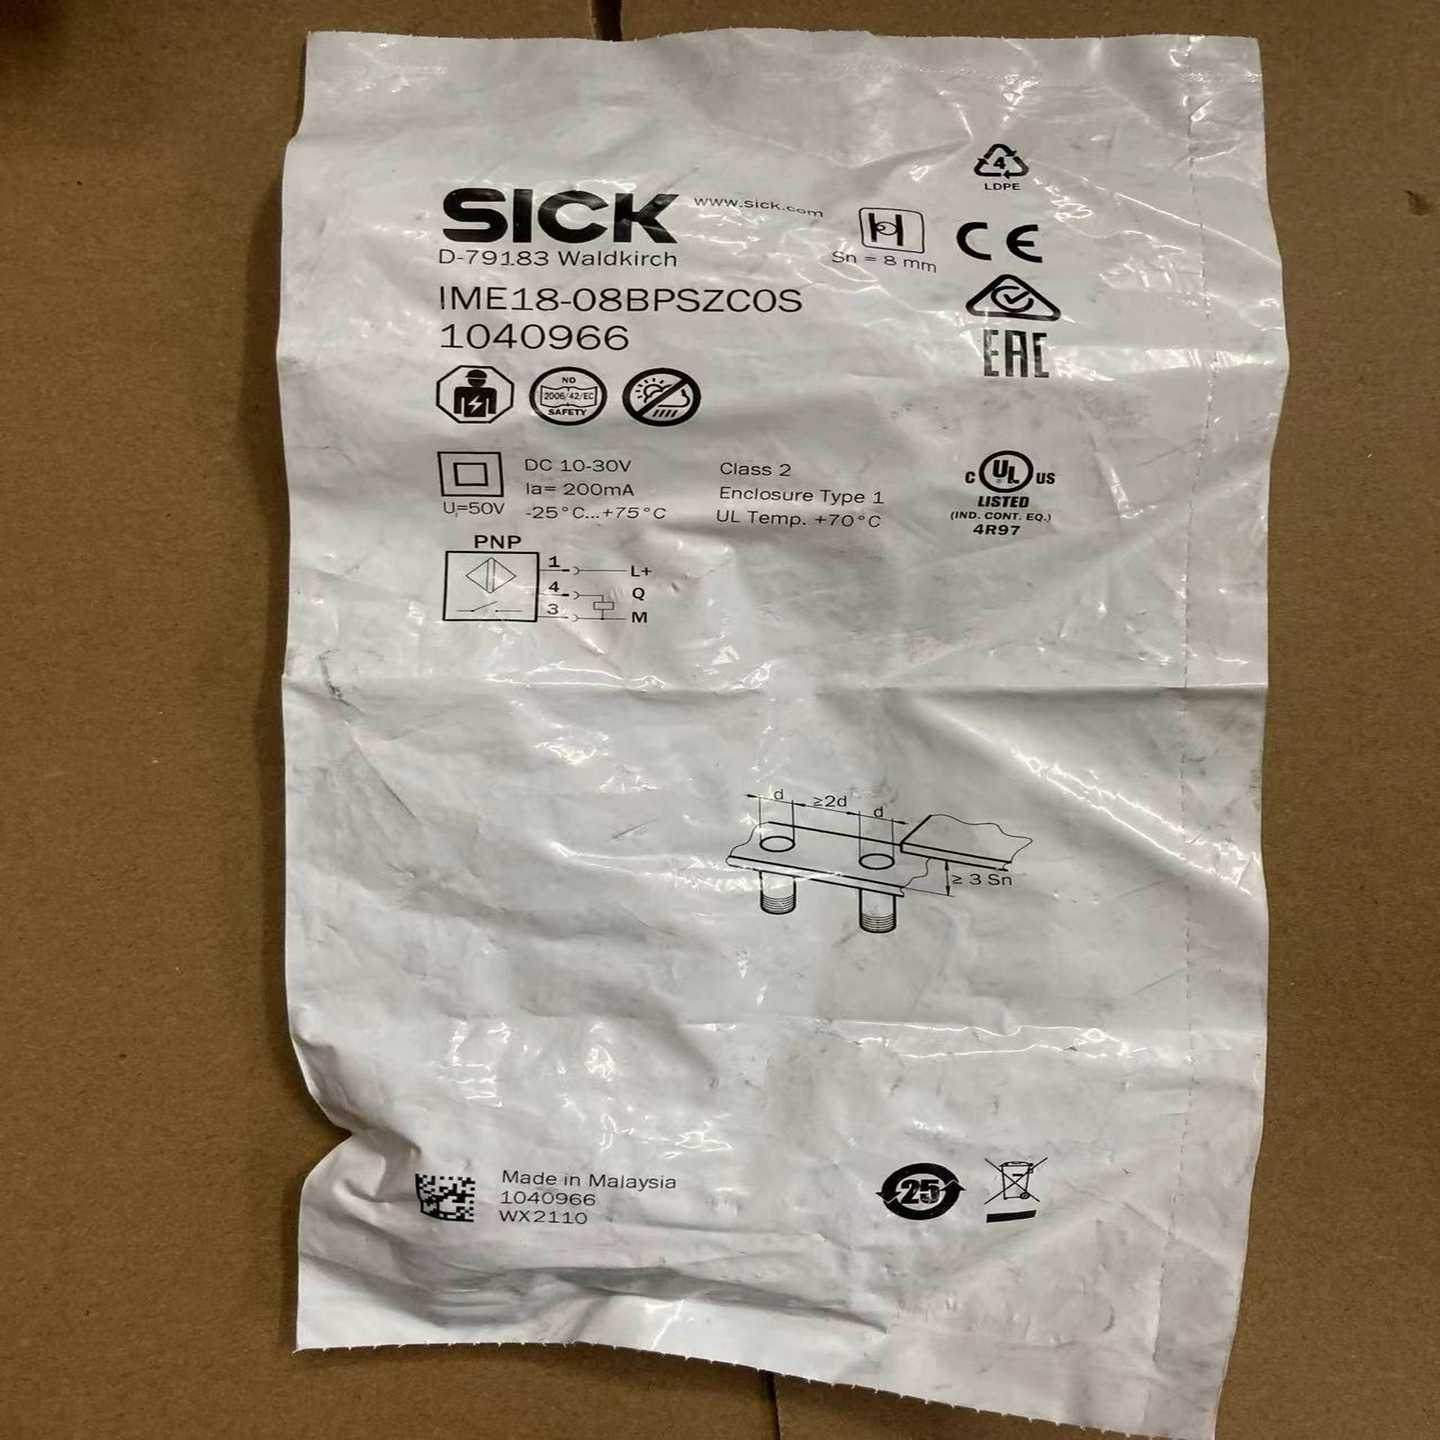 4
LDPE
SICK www.sick.com
D-79183 Waldkirch
Sn = 8 mm
CE
IME18-08BPSZC0S
1040966
EAC
NO
2006/42/EC
SAFETY
DC 10-30V
Ia= 200mA
-25°C...+75°C
Ui=50V
Class 2
Enclosure Type 1
UL Temp. +70°C
C UL US
LISTED
(IND. CONT. EQ.)
4R97
PNP
1 L+
4 Q
3 M
d ≥2d d
≥ 3 Sn
Made in Malaysia
1040966
WX2110
25